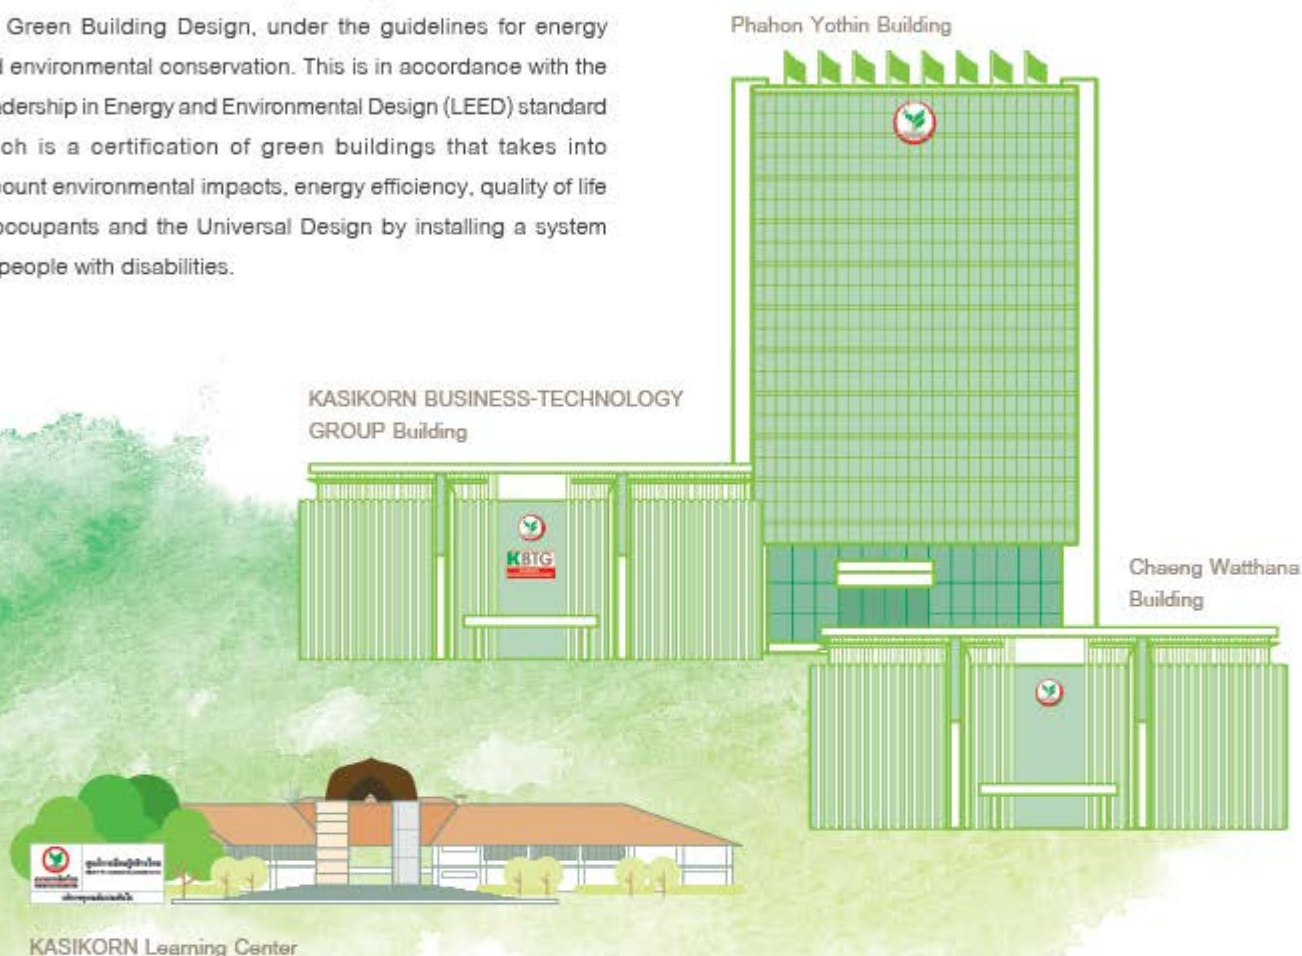 Green Building Design, under the guidelines for energy
environmental conservation. This is in accordance with the
adership in Energy and Environmental Design (LEED) standard
ch is a certification of green buildings that takes into
ount environmental impacts, energy efficiency, quality of life
occupants and the Universal Design by installing a system
people with disabilities.
Phahon Yothin Building
KASIKORN BUSINESS-TECHNOLOGY
GROUP Building
KBTG
Chaeng Watthana
Building
KASIKORN Learning Center